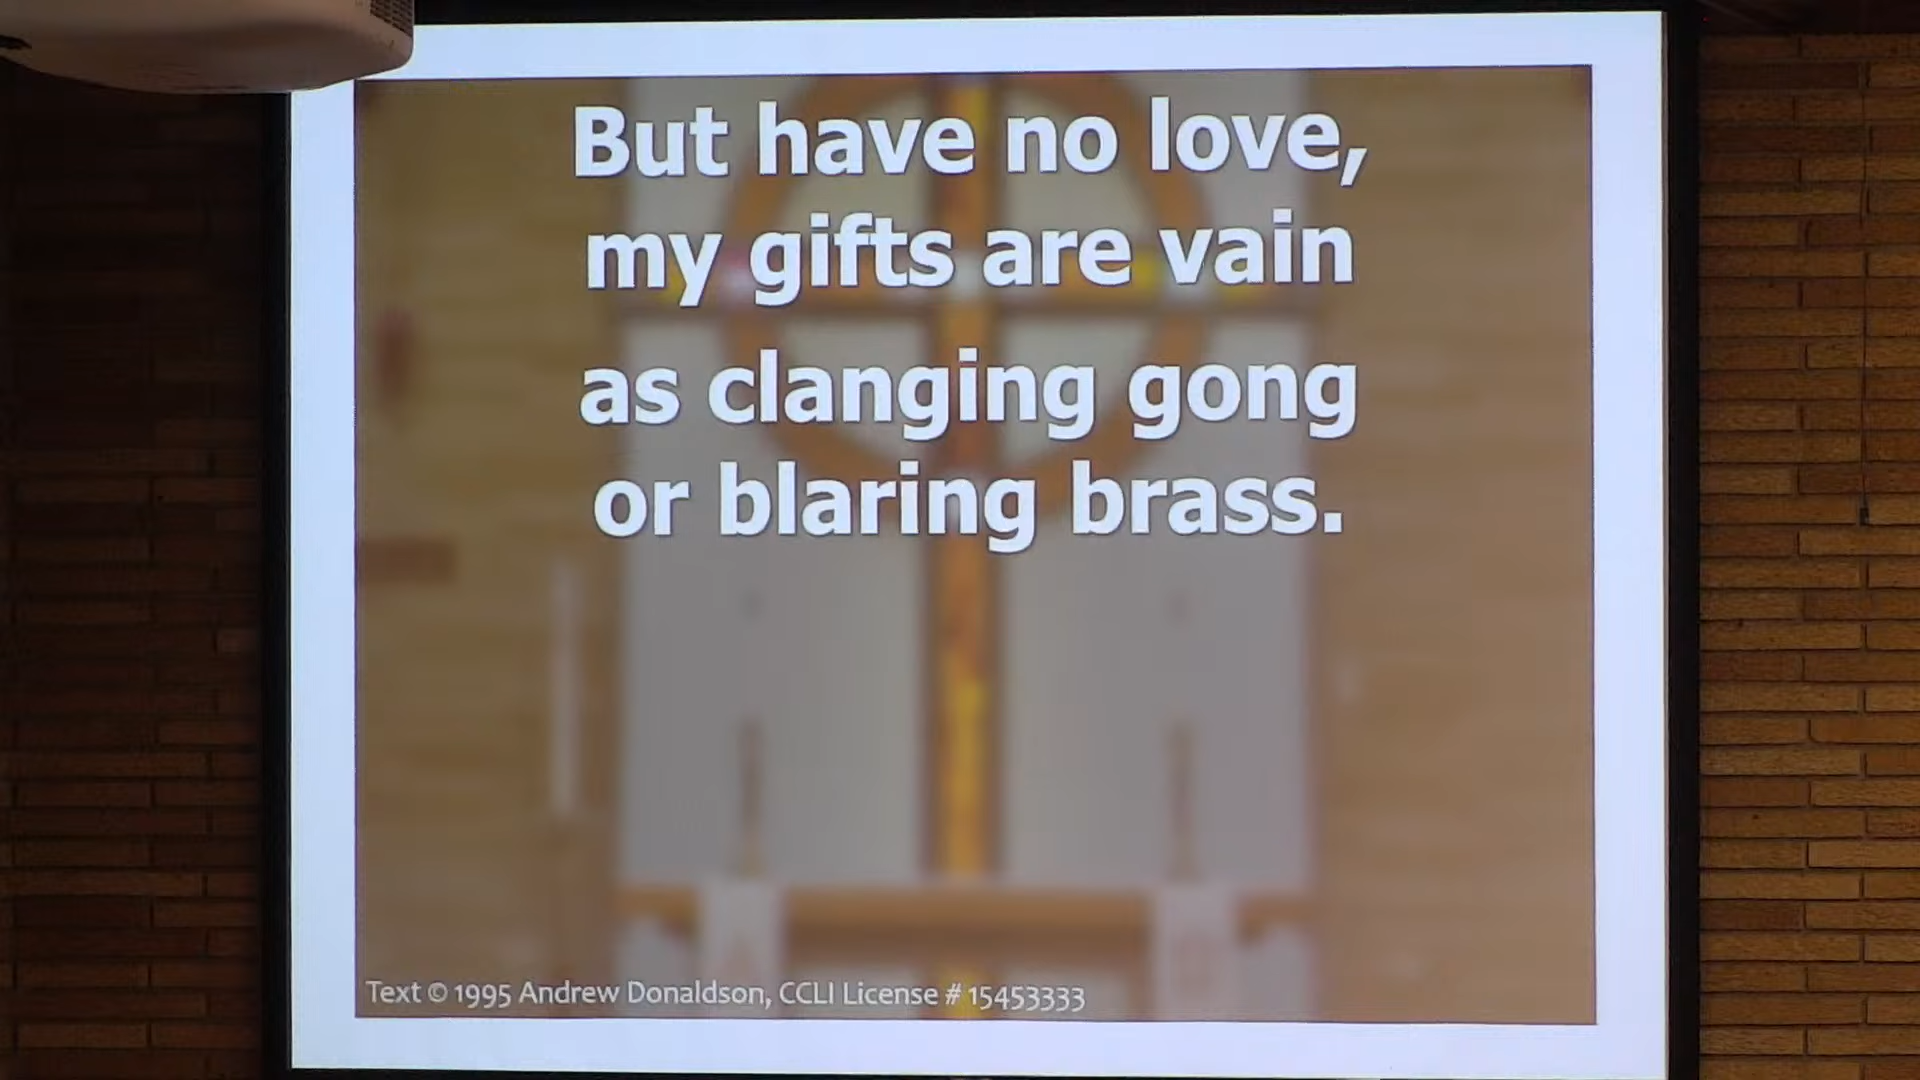 But have no love,
my gifts are vain
as clanging gong
or blaring brass.
Text © 1995 Andrew Donaldson, CCLI License # 15453333